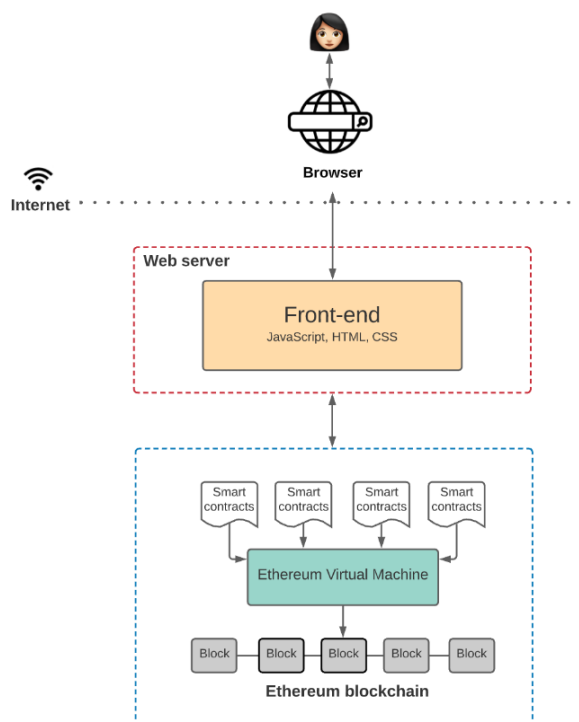 Browser
Internet
Web server
Front-end
JavaScript, HTML, CSS
Smart contracts
Smart contracts
Smart contracts
Smart contracts
Ethereum Virtual Machine
Block
Block
Block
Block
Block
Ethereum blockchain